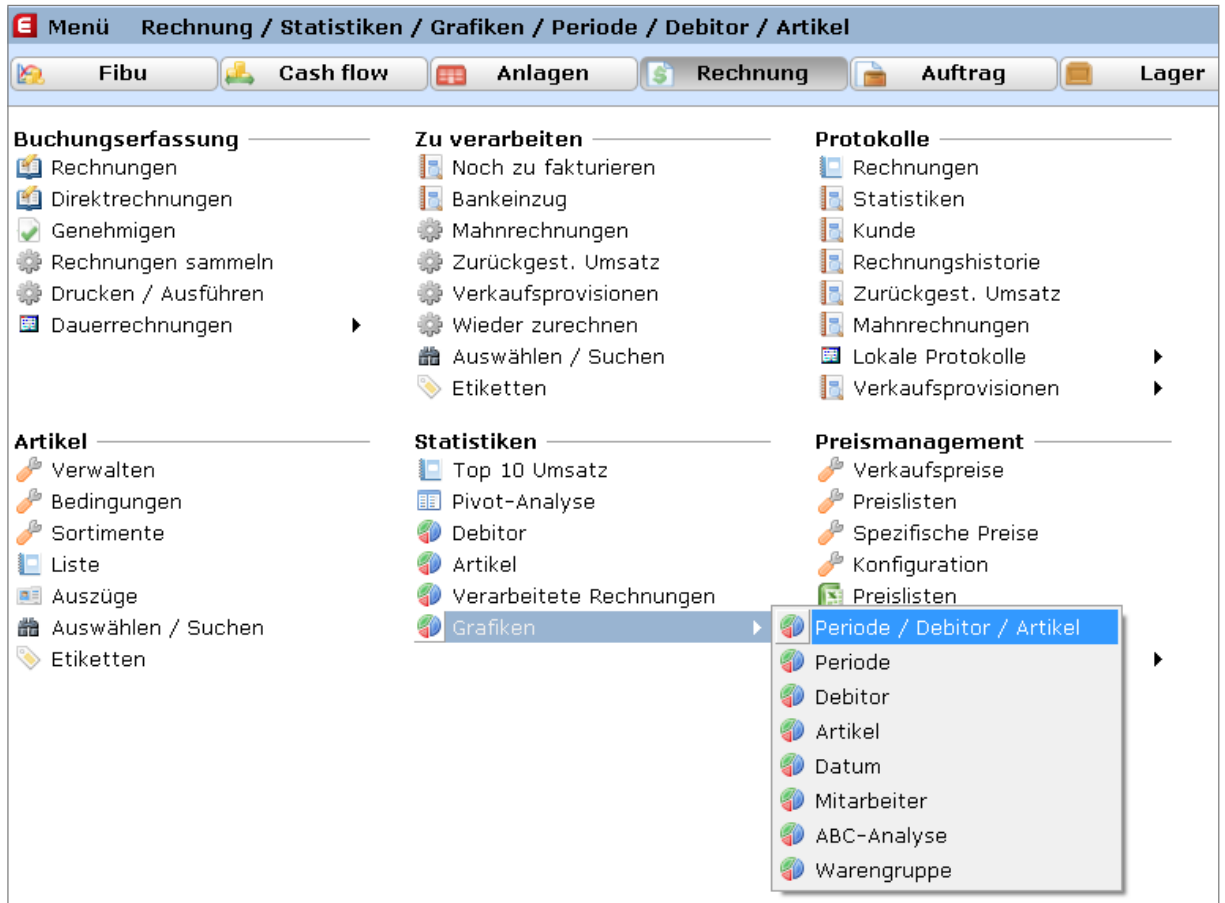 Menü Rechnung / Statistiken / Grafiken / Periode / Debitor / Artikel
Fibu Cash flow Anlagen Rechnung Auftrag Lager
Buchungserfassung
Rechnungen
Direktrechnungen
Genehmigen
Rechnungen sammeln
Drucken / Ausführen
Dauerrechnungen
Zu verarbeiten
Noch zu fakturieren
Bankeinzug
Mahnrechnungen
Zurückgest. Umsatz
Verkaufsprovisionen
Wieder zurechnen
Auswählen / Suchen
Etiketten
Protokolle
Rechnungen
Statistiken
Kunde
Rechnungshistorie
Zurückgest. Umsatz
Mahnrechnungen
Lokale Protokolle
Verkaufsprovisionen
Artikel
Verwalten
Bedingungen
Sortimente
Liste
Auszüge
Auswählen / Suchen
Etiketten
Statistiken
Top 10 Umsatz
Pivot-Analyse
Debitor
Artikel
Verarbeitete Rechnungen
Grafiken
Preismanagement
Verkaufspreise
Preislisten
Spezifische Preise
Konfiguration
Preislisten
Periode / Debitor / Artikel
Periode
Debitor
Artikel
Datum
Mitarbeiter
ABC-Analyse
Warengruppe